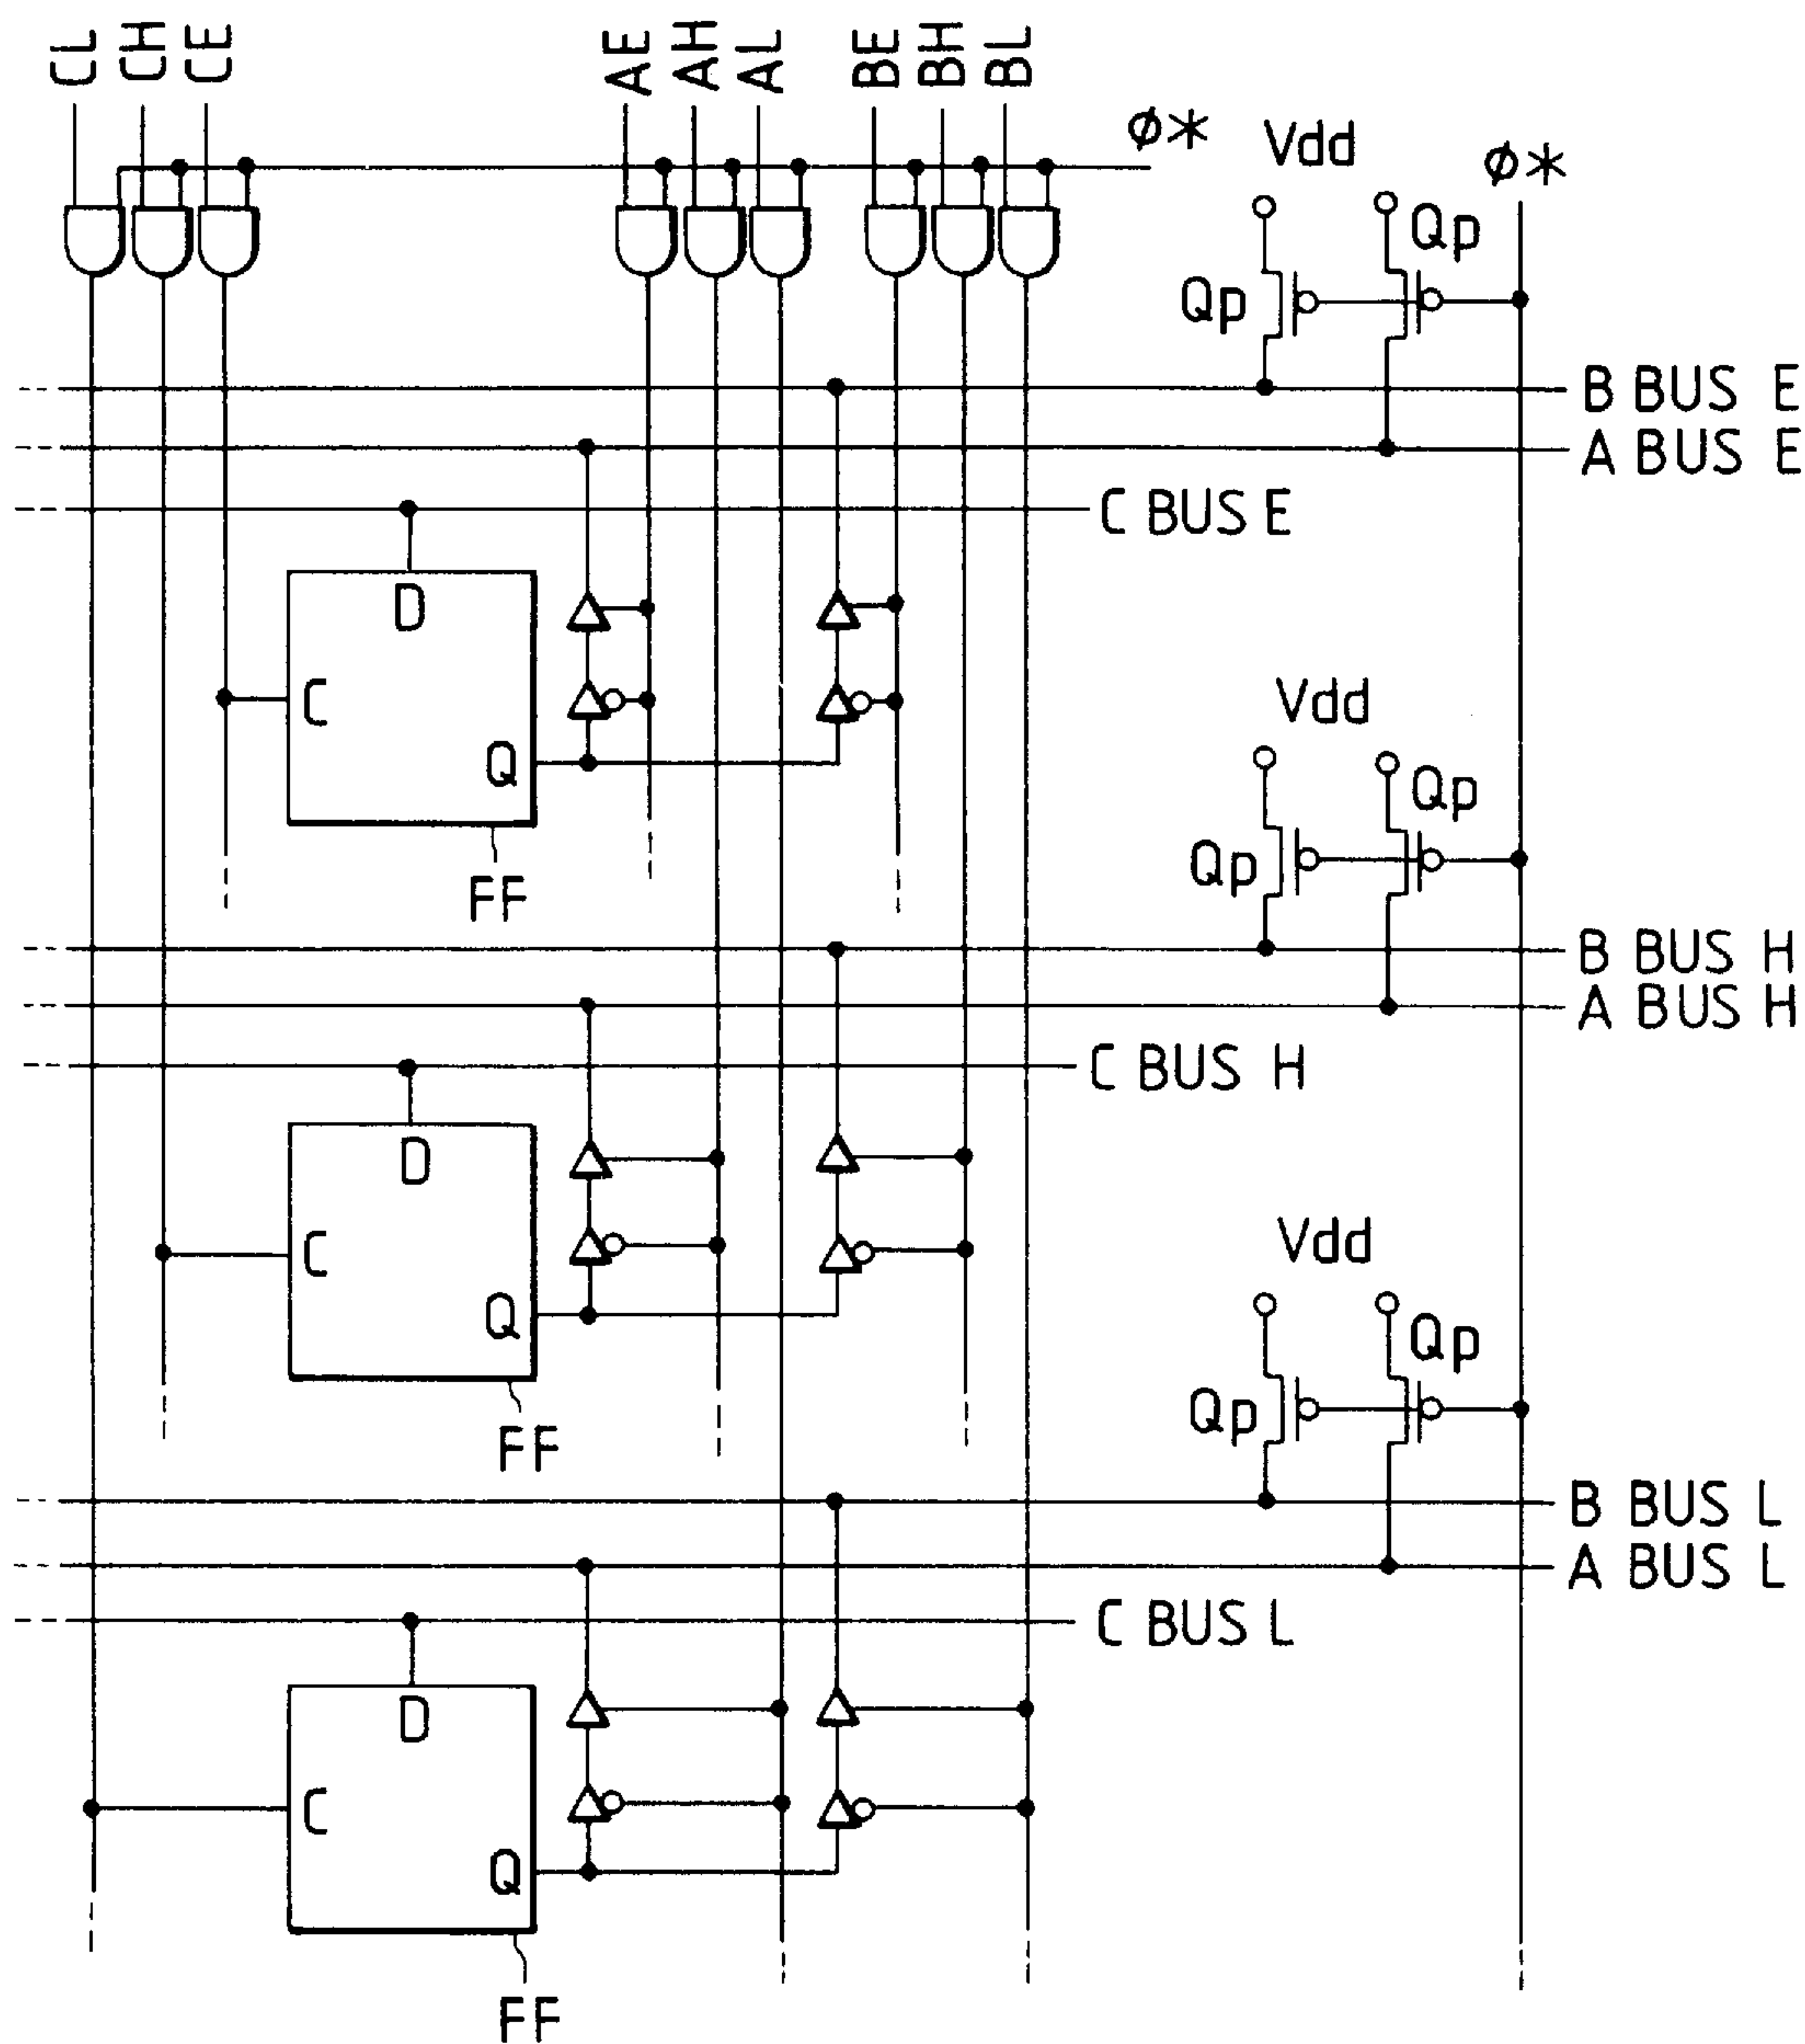 CL CH CE AE AH AL BE BH BL
ø* Vdd ø*
Qp
Qp
B BUS E
A BUS E
C BUS E
D
C
Q
FF
Vdd
Qp
Qp
B BUS H
A BUS H
C BUS H
D
C
Q
FF
Vdd
Qp
Qp
B BUS L
A BUS L
C BUS L
D
C
Q
FF